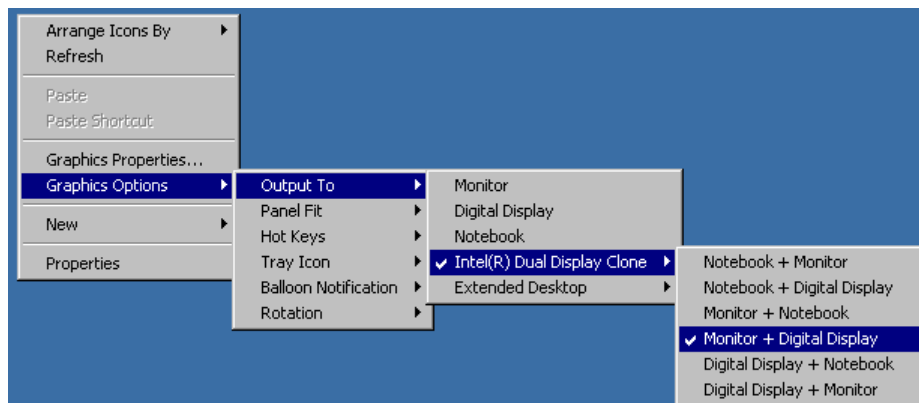 Arrange Icons By
Refresh
Paste
Paste Shortcut
Graphics Properties...
Graphics Options
New
Properties
Output To
Panel Fit
Hot Keys
Tray Icon
Balloon Notification
Rotation
Monitor
Digital Display
Notebook
Intel(R) Dual Display Clone
Extended Desktop
Notebook + Monitor
Notebook + Digital Display
Monitor + Notebook
Monitor + Digital Display
Digital Display + Notebook
Digital Display + Monitor